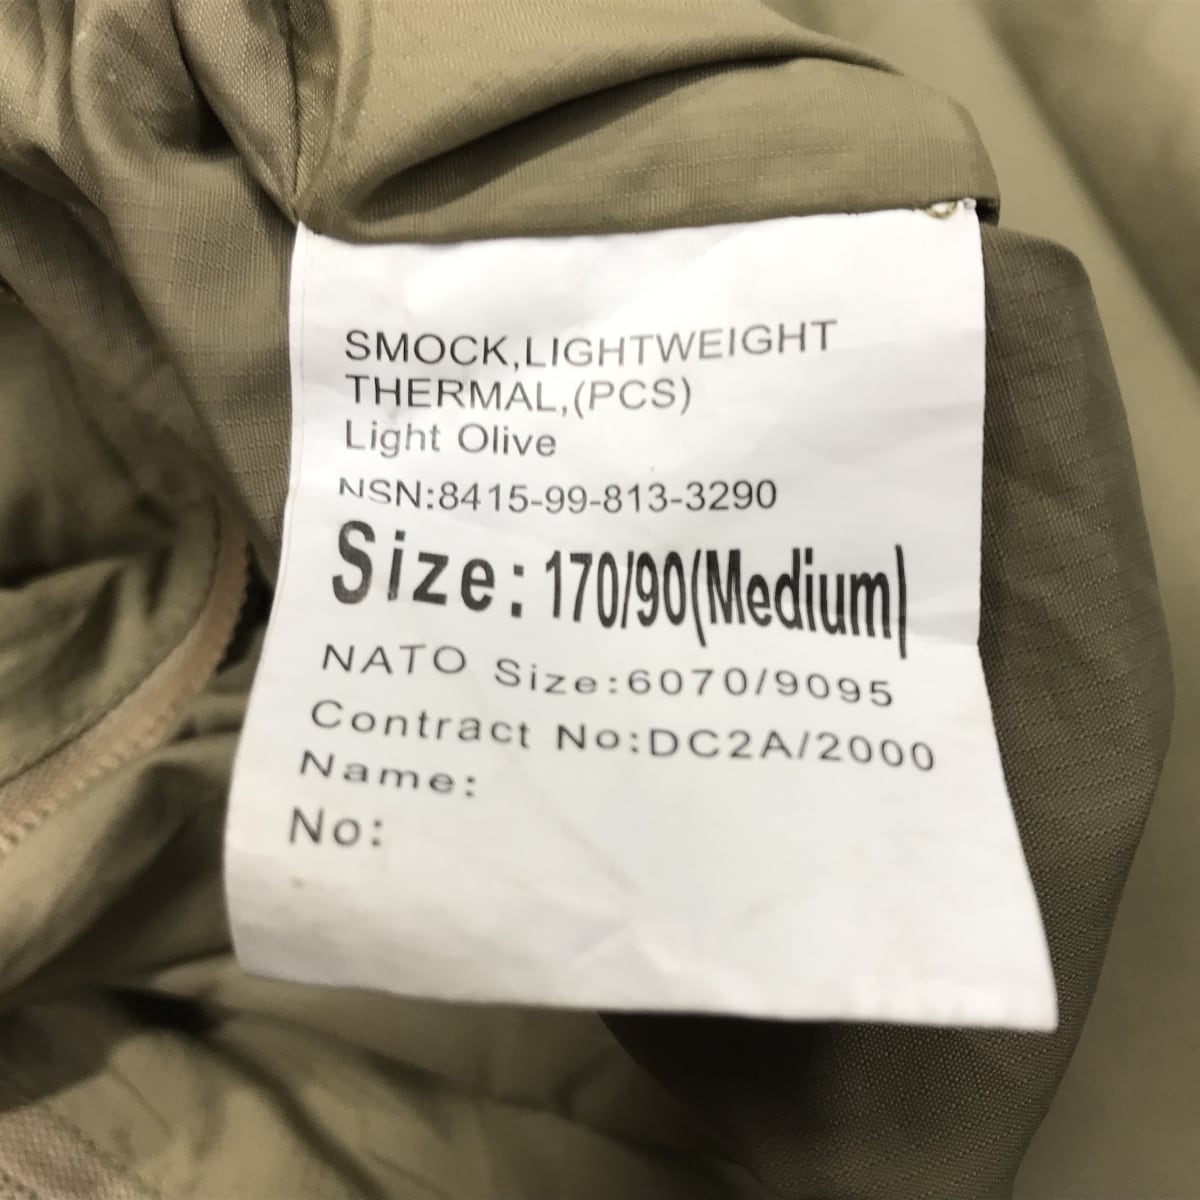 SMOCK,LIGHTWEIGHT
THERMAL,(PCS)
Light Olive
NSN:8415-99-813-3290
Size: 170/90(Medium)
NATO Size:6070/9095
Contract No:DC2A/2000
Name:
No: